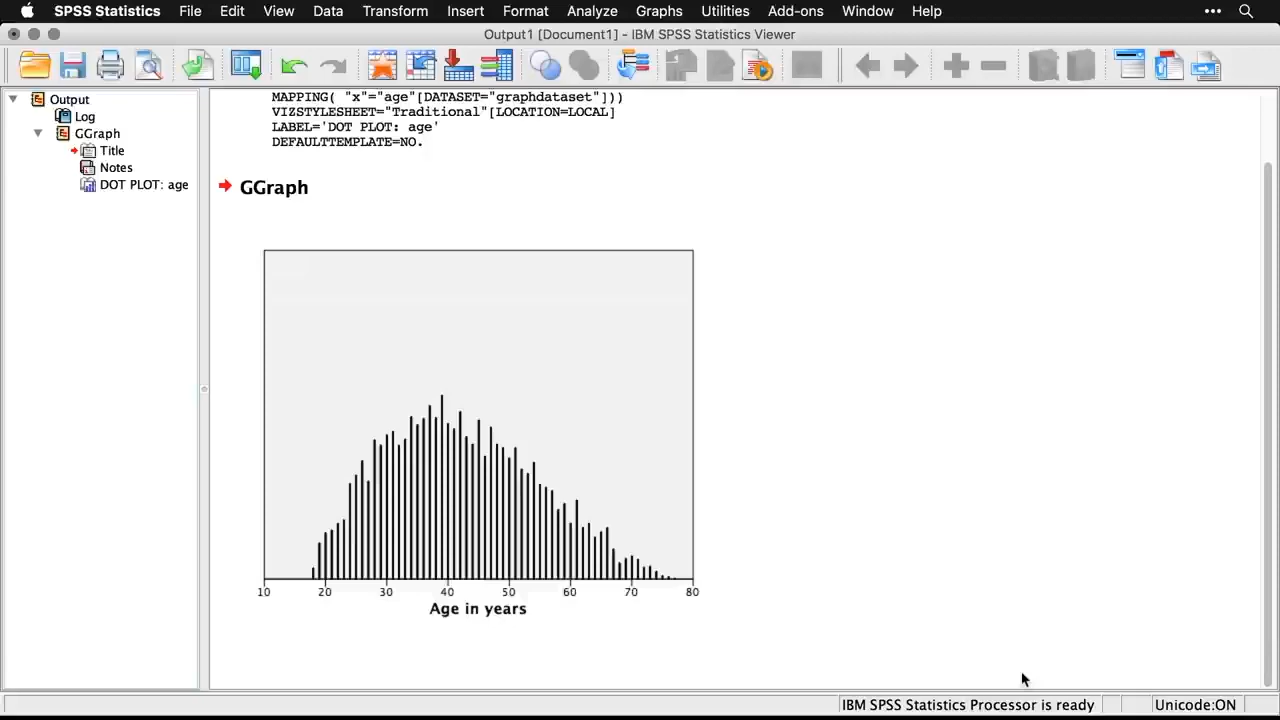 SPSS Statistics File Edit View Data Transform Insert Format Analyze Graphs Utilities Add-ons Window Help
Output1 [Document1] - IBM SPSS Statistics Viewer
Output
Log
GGraph
Title
Notes
DOT PLOT: age
MAPPING( "x"="age"[DATASET="graphdataset"]))
VIZSTYLESHEET="Traditional"[LOCATION=LOCAL]
LABEL='DOT PLOT: age'
DEFAULTTEMPLATE=NO.
GGraph
10 20 30 40 50 60 70 80
Age in years
IBM SPSS Statistics Processor is ready Unicode:ON